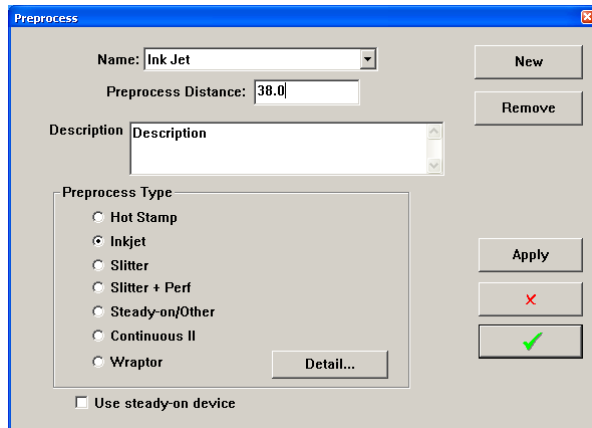 Preprocess
Name: Ink Jet
New
Preprocess Distance: 38.0
Remove
Description Description
Preprocess Type
Hot Stamp
Inkjet
Slitter
Apply
Slitter + Perf
Steady-on/Other
Continuous II
Wraptor
Detail...
Use steady-on device